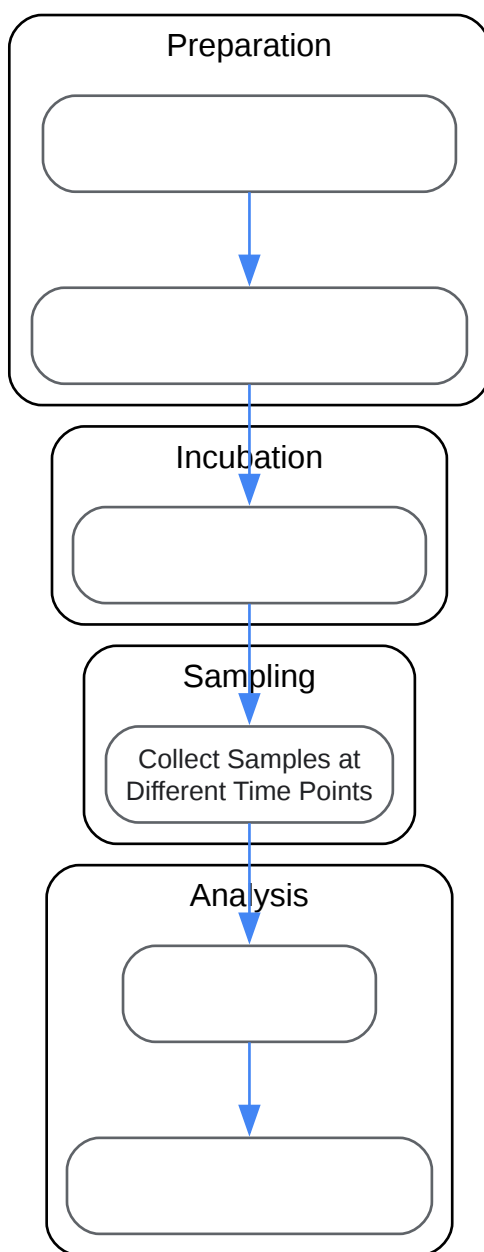 Preparation
Incubation
Sampling
Collect Samples at
Different Time Points
Analysis